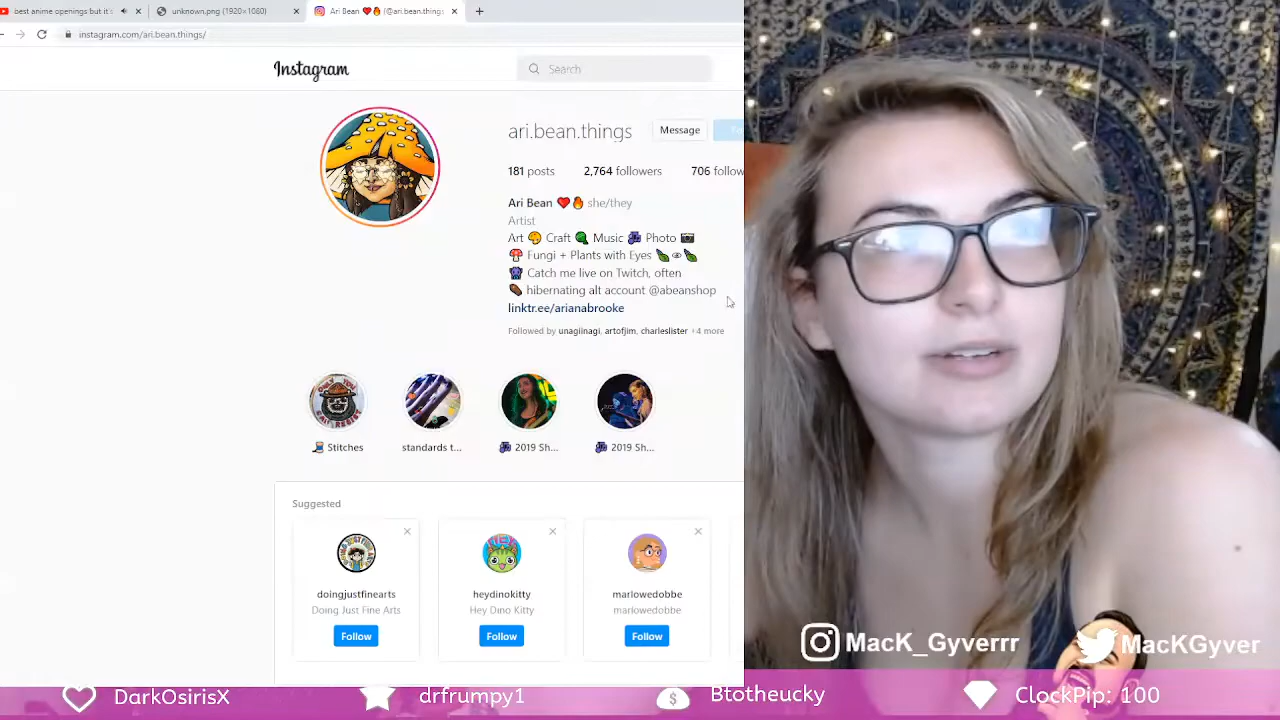 best anime openings but it's
unknown.png (1920×1080)
Ari Bean ❤️🔥 (@ari.bean.things
instagram.com/ari.bean.things/
Instagram
Search
ari.bean.things
Message
181 posts 2,764 followers 706 follow
Ari Bean ❤️🔥 she/they
Artist
Art Craft Music Photo 📷
🍄 Fungi + Plants with Eyes
Catch me live on Twitch, often
hibernating alt account @abeanshop
linktr.ee/arianabrooke
Followed by unagiinagi, artofjim, charleslister +4 more
Stitches
standards t...
2019 Sh...
2019 Sh...
Suggested
doingjustfinearts
Doing Just Fine Arts
Follow
heydinokitty
Hey Dino Kitty
Follow
marlowedobbe
marlowedobbe
Follow
MacK_Gyverrr
MacKGyver
DarkOsirisX
drfrumpy1
Btotheucky
ClockPip: 100